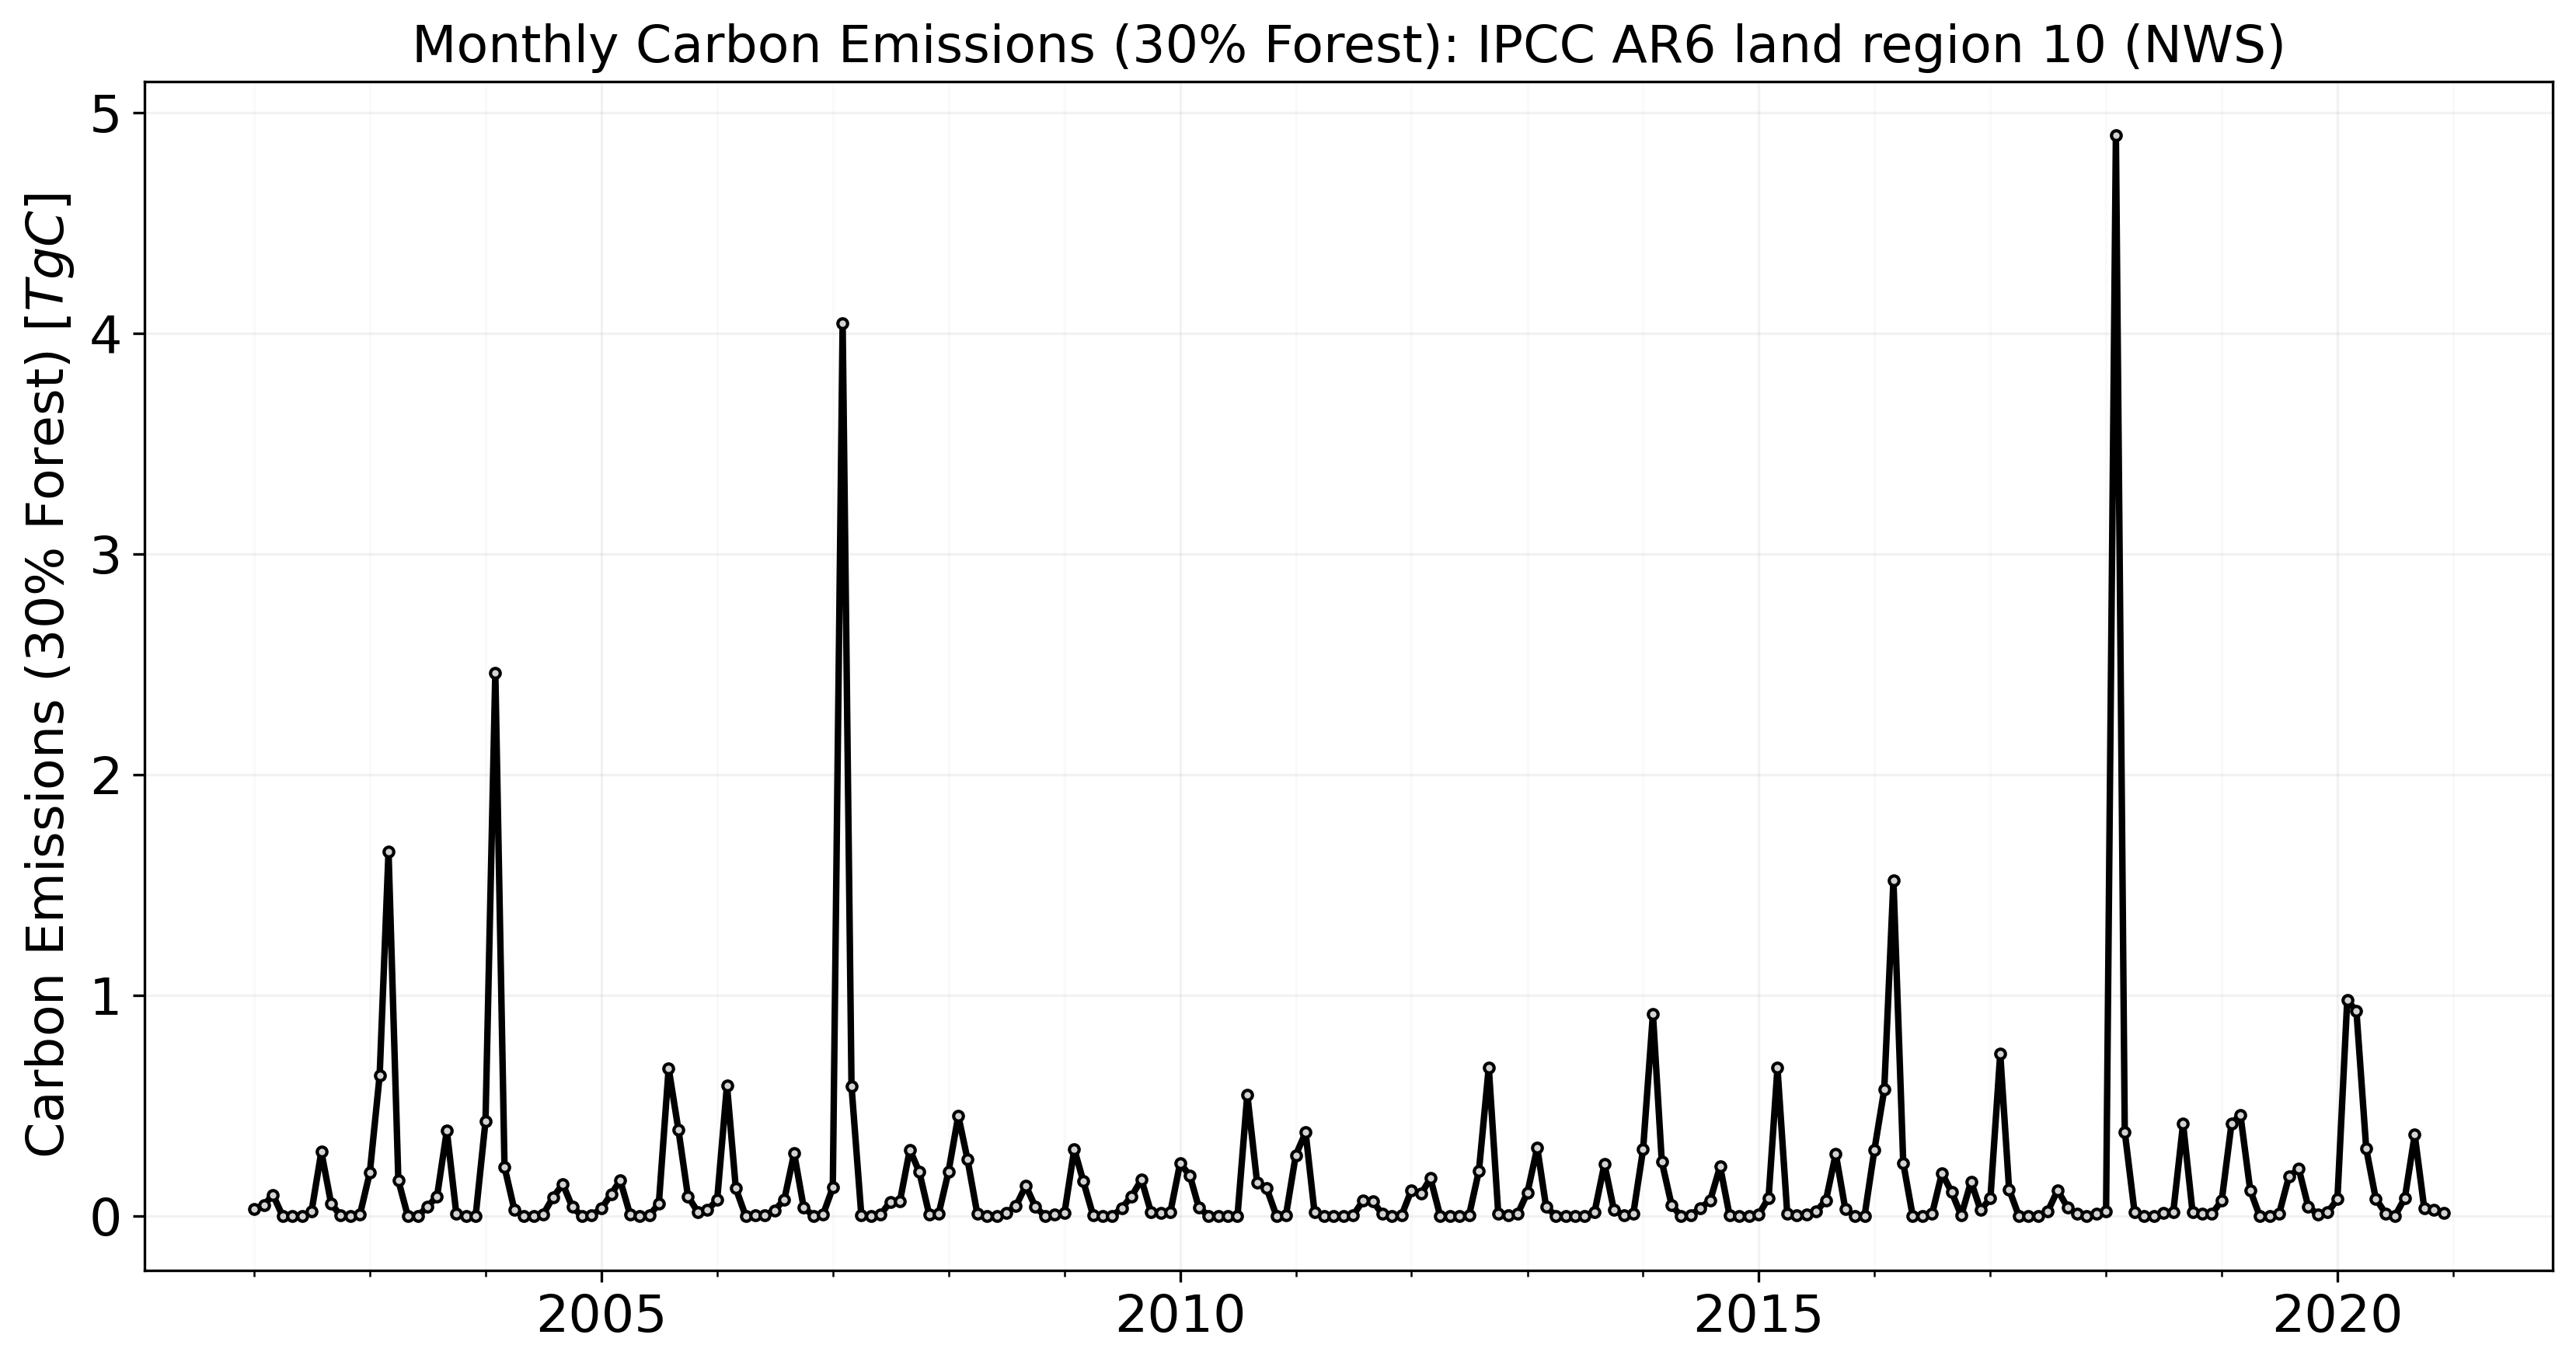 Monthly Carbon Emissions (30% Forest): IPCC AR6 land region 10 (NWS)
Carbon Emissions (30% Forest) [TgC]
5
4
3
2
1
0
2005 2010 2015 2020